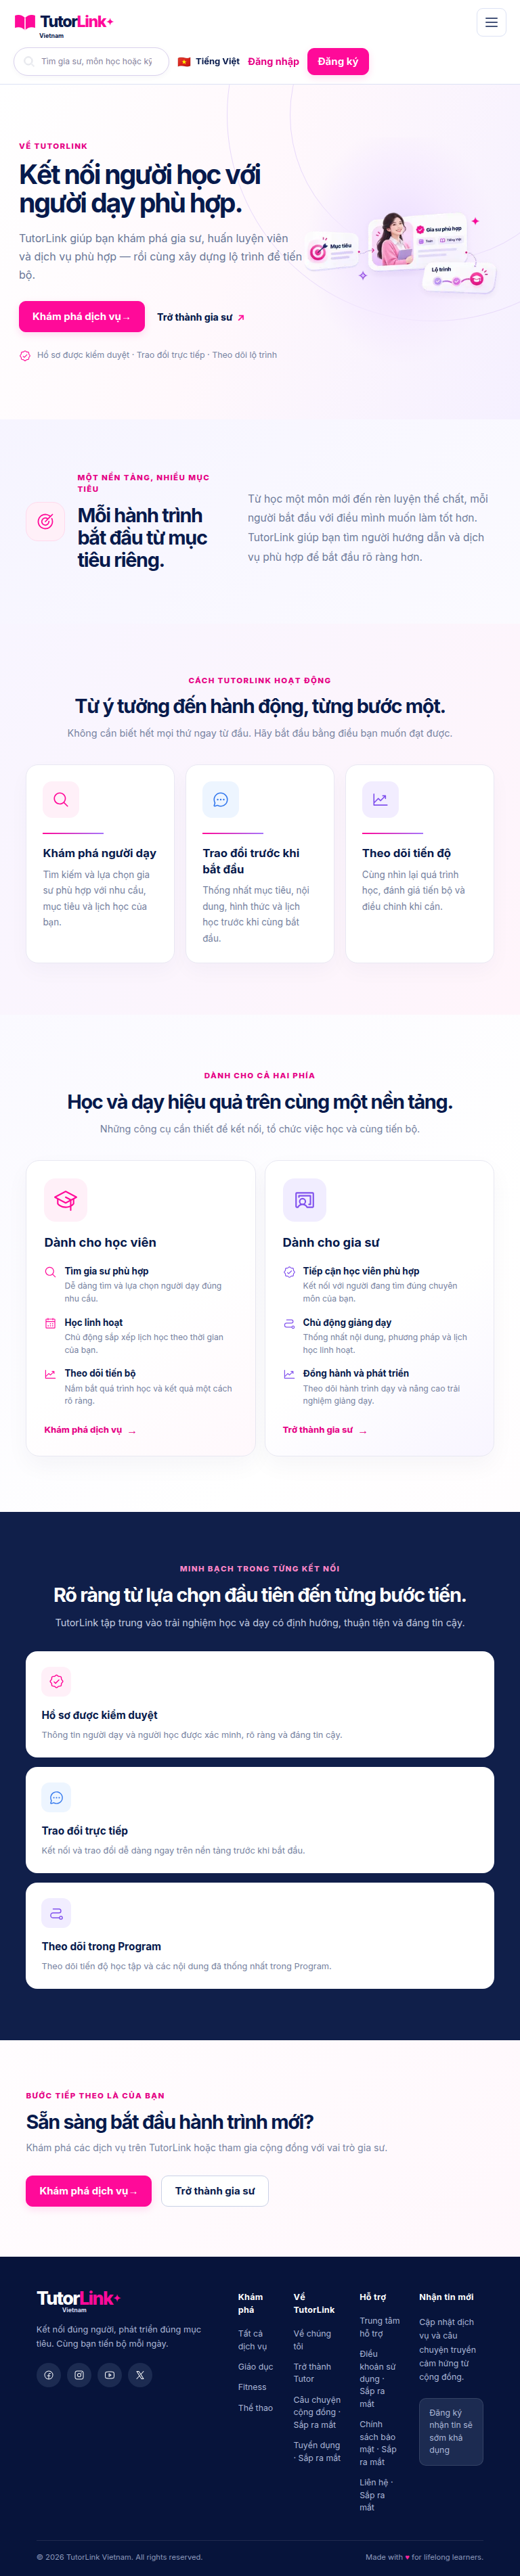 TutorLink
Vietnam
Tìm gia sư, môn học hoặc kỹ
Tiếng Việt
Đăng nhập
Đăng ký
VỀ TUTORLINK
Kết nối người học với
người dạy phù hợp.
TutorLink giúp bạn khám phá gia sư, huấn luyện viên
và dịch vụ phù hợp — rồi cùng xây dựng lộ trình để tiến
bộ.
Khám phá dịch vụ→
Trở thành gia sư ↗
Hồ sơ được kiểm duyệt · Trao đổi trực tiếp · Theo dõi lộ trình
Mục tiêu
Gia sư phù hợp
Toán
Tiếng Việt
Lộ trình
MỘT NỀN TẢNG, NHIỀU MỤC
TIÊU
Mỗi hành trình
bắt đầu từ mục
tiêu riêng.
Từ học một môn mới đến rèn luyện thể chất, mỗi
người bắt đầu với điều mình muốn làm tốt hơn.
TutorLink giúp bạn tìm người hướng dẫn và dịch
vụ phù hợp để bắt đầu rõ ràng hơn.
CÁCH TUTORLINK HOẠT ĐỘNG
Từ ý tưởng đến hành động, từng bước một.
Không cần biết hết mọi thứ ngay từ đầu. Hãy bắt đầu bằng điều bạn muốn đạt được.
Khám phá người dạy
Tìm kiếm và lựa chọn gia
sư phù hợp với nhu cầu,
mục tiêu và lịch học của
bạn.
Trao đổi trước khi
bắt đầu
Thống nhất mục tiêu, nội
dung, hình thức và lịch
học trước khi cùng bắt
đầu.
Theo dõi tiến độ
Cùng nhìn lại quá trình
học, đánh giá tiến bộ và
điều chỉnh khi cần.
DÀNH CHO CẢ HAI PHÍA
Học và dạy hiệu quả trên cùng một nền tảng.
Những công cụ cần thiết để kết nối, tổ chức việc học và cùng tiến bộ.
Dành cho học viên
Tìm gia sư phù hợp
Dễ dàng tìm và lựa chọn người dạy đúng
nhu cầu.
Học linh hoạt
Chủ động sắp xếp lịch học theo thời gian
của bạn.
Theo dõi tiến bộ
Nắm bắt quá trình học và kết quả một cách
rõ ràng.
Khám phá dịch vụ →
Dành cho gia sư
Tiếp cận học viên phù hợp
Kết nối với người đang tìm đúng chuyên
môn của bạn.
Chủ động giảng dạy
Thống nhất nội dung, phương pháp và lịch
học linh hoạt.
Đồng hành và phát triển
Theo dõi hành trình dạy và nâng cao trải
nghiệm giảng dạy.
Trở thành gia sư →
MINH BẠCH TRONG TỪNG KẾT NỐI
Rõ ràng từ lựa chọn đầu tiên đến từng bước tiến.
TutorLink tập trung vào trải nghiệm học và dạy có định hướng, thuận tiện và đáng tin cậy.
Hồ sơ được kiểm duyệt
Thông tin người dạy và người học được xác minh, rõ ràng và đáng tin cậy.
Trao đổi trực tiếp
Kết nối và trao đổi dễ dàng ngay trên nền tảng trước khi bắt đầu.
Theo dõi trong Program
Theo dõi tiến độ học tập và các nội dung đã thống nhất trong Program.
BƯỚC TIẾP THEO LÀ CỦA BẠN
Sẵn sàng bắt đầu hành trình mới?
Khám phá các dịch vụ trên TutorLink hoặc tham gia cộng đồng với vai trò gia sư.
Khám phá dịch vụ→
Trở thành gia sư
TutorLink
Vietnam
Kết nối đúng người, phát triển đúng mục
tiêu. Cùng bạn tiến bộ mỗi ngày.
Khám
phá
Tất cả
dịch vụ
Giáo dục
Fitness
Thể thao
Về
TutorLink
Về chúng
tôi
Trở thành
Tutor
Câu chuyện
cộng đồng ·
Sắp ra mắt
Tuyển dụng
· Sắp ra mắt
Hỗ trợ
Trung tâm
hỗ trợ
Điều
khoản sử
dụng ·
Sắp ra
mắt
Chính
sách bảo
mật · Sắp
ra mắt
Liên hệ ·
Sắp ra
mắt
Nhận tin mới
Cập nhật dịch
vụ và câu
chuyện truyền
cảm hứng từ
cộng đồng.
Đăng ký
nhận tin sẽ
sớm khả
dụng
© 2026 TutorLink Vietnam. All rights reserved.
Made with ♥ for lifelong learners.